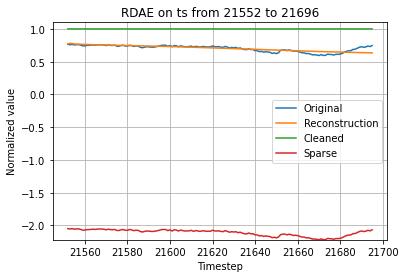 RDAE on ts from 21552 to 21696
Normalized value
1.0
0.5
0.0
−0.5
−1.0
−1.5
−2.0
Original
Reconstruction
Cleaned
Sparse
21560 21580 21600 21620 21640 21660 21680 21700
Timestep